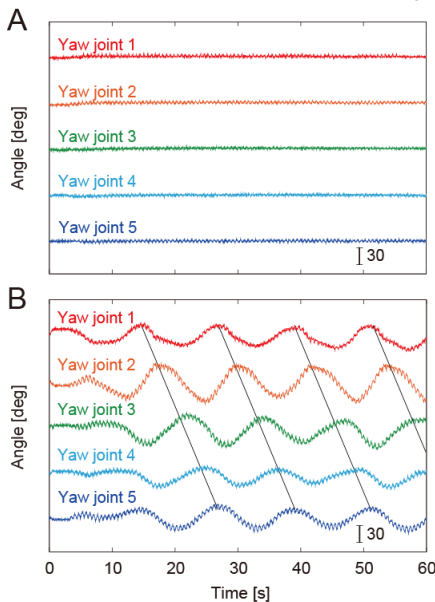 A
Yaw joint 1
Yaw joint 2
Yaw joint 3
Yaw joint 4
Yaw joint 5
Angle [deg]
30
B
Yaw joint 1
Yaw joint 2
Yaw joint 3
Yaw joint 4
Yaw joint 5
Angle [deg]
30
0 10 20 30 40 50 60
Time [s]